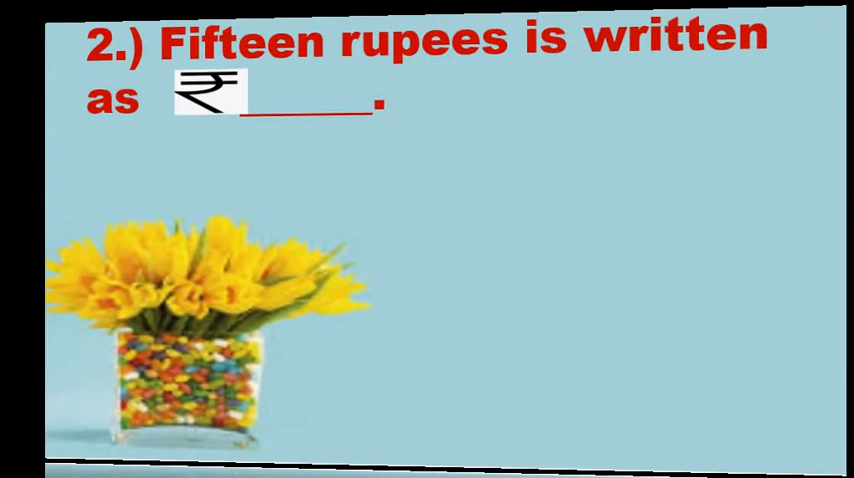 2.) Fifteen rupees is written
as ₹______.